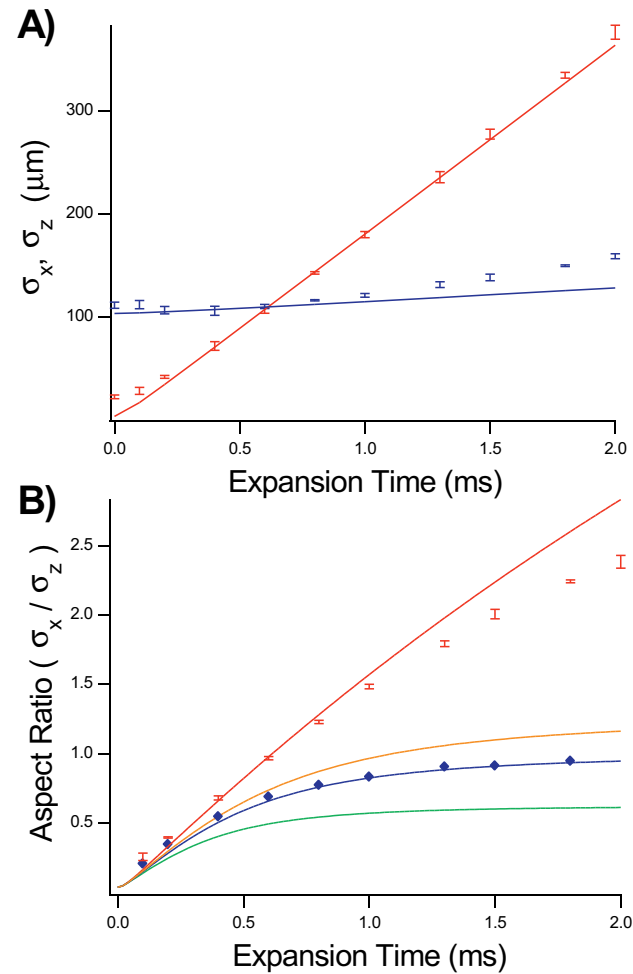 A)
300
200
100
σx, σz (μm)
0.0 0.5 1.0 1.5 2.0
Expansion Time (ms)
B)
2.5
2.0
1.5
1.0
0.5
Aspect Ratio ( σx / σz )
0.0 0.5 1.0 1.5 2.0
Expansion Time (ms)